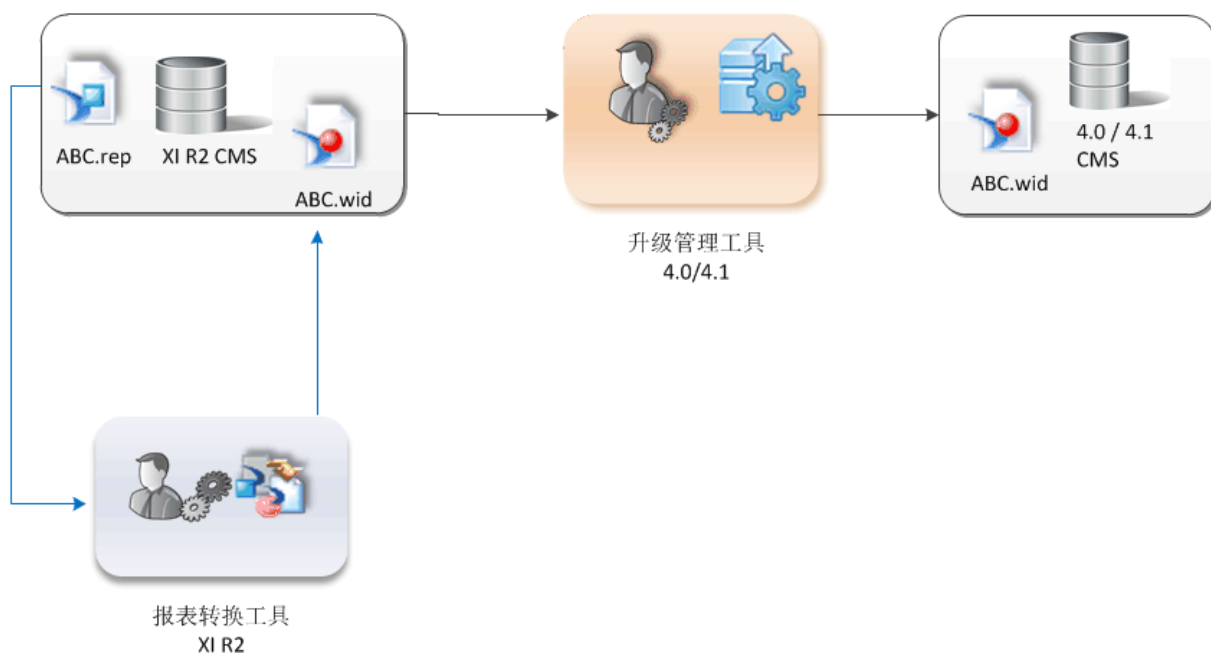 ABC.rep
XI R2 CMS
ABC.wid
升级管理工具
4.0/4.1
ABC.wid
4.0 / 4.1
CMS
报表转换工具
XI R2